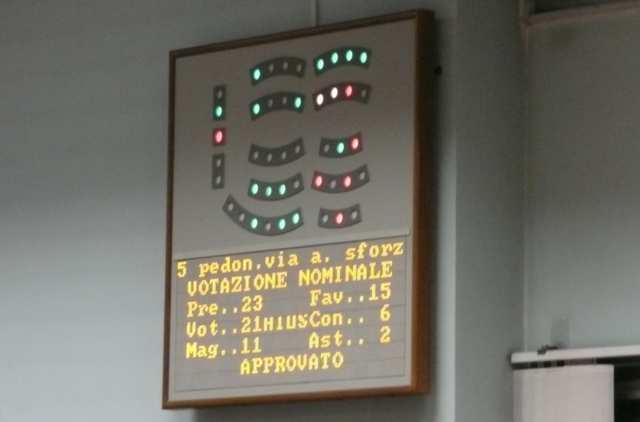 5 pedon.via a. sforz
VOTAZIONE NOMINALE
Pre..23 Fav..15
Vot..21 Con.. 6
Mag..11 Ast.. 2
APPROVATO